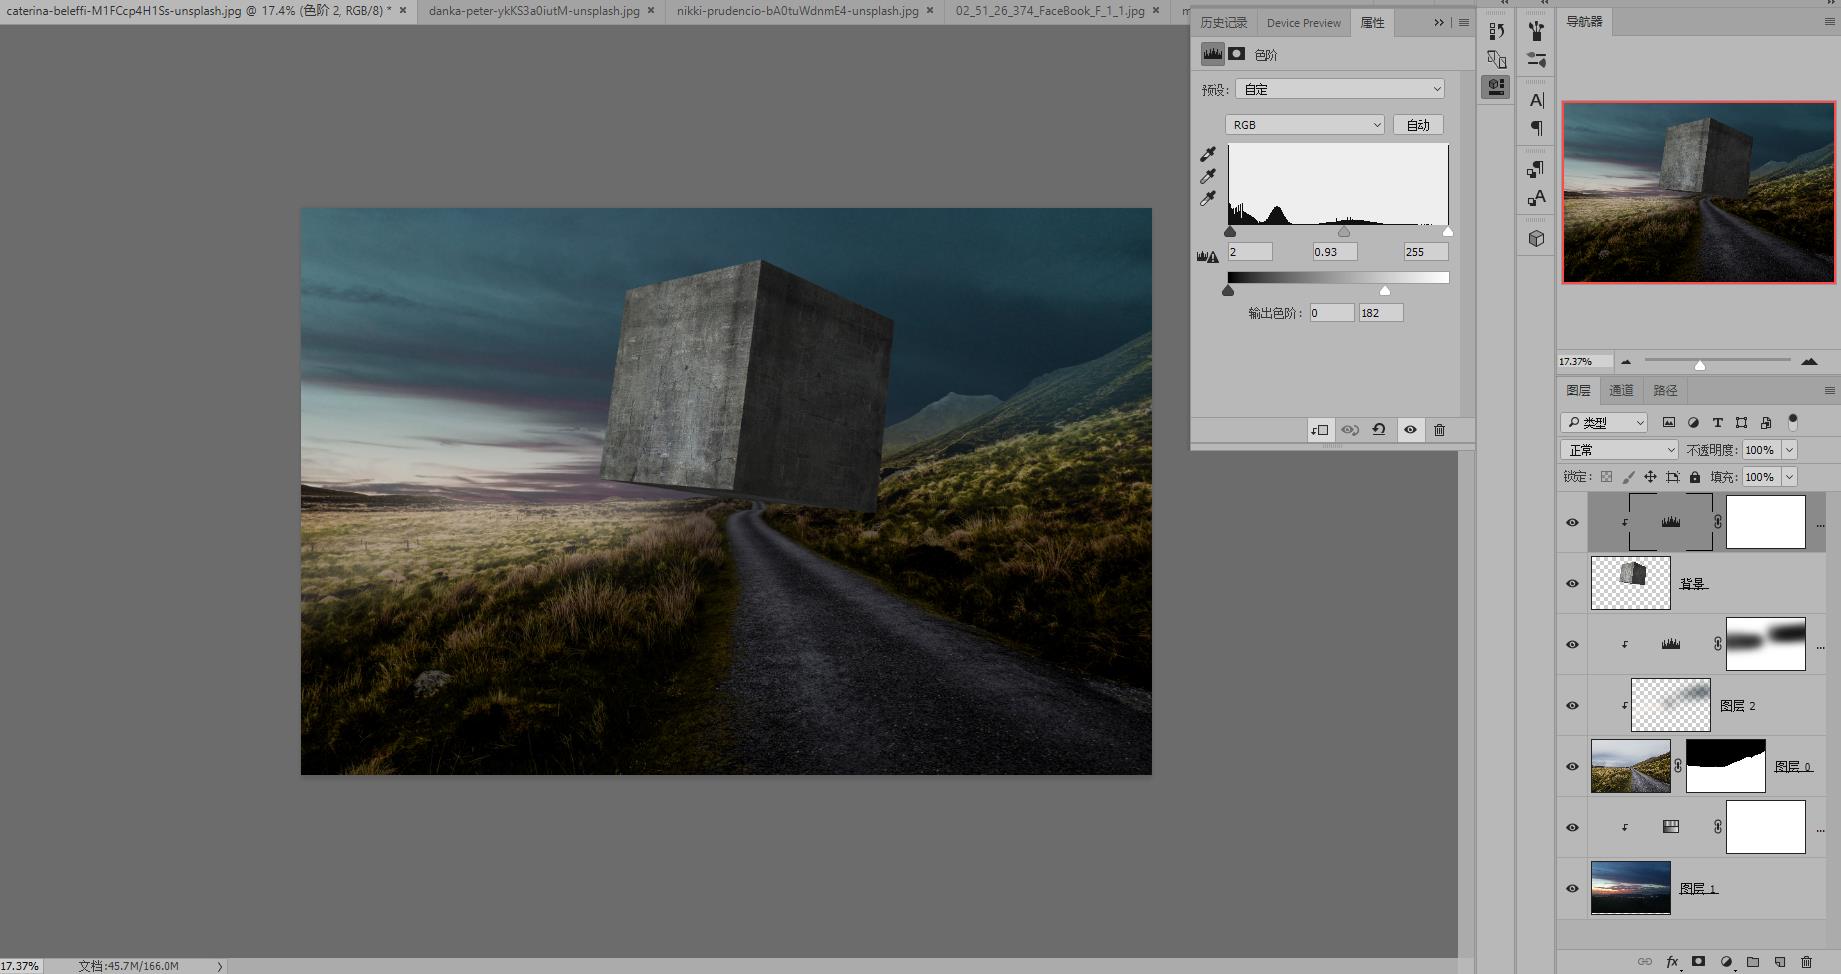 caterina-beleffi-M1FCcp4H1Ss-unsplash.jpg @ 17.4% (色阶 2, RGB/8) * ×
danka-peter-ykKS3a0iutM-unsplash.jpg ×
nikki-prudencio-bA0tuWdnmE4-unsplash.jpg ×
02_51_26_374_FaceBook_F_1_1.jpg ×
历史记录
Device Preview
属性
色阶
预设:
自定
RGB
自动
2
0.93
255
输出色阶:
0
182
导航器
17.37%
图层
通道
路径
类型
正常
不透明度:
100%
锁定:
填充:
100%
...
背景
...
图层 2
图层 0
...
图层 1
fx
17.37%
文档:45.7M/166.0M